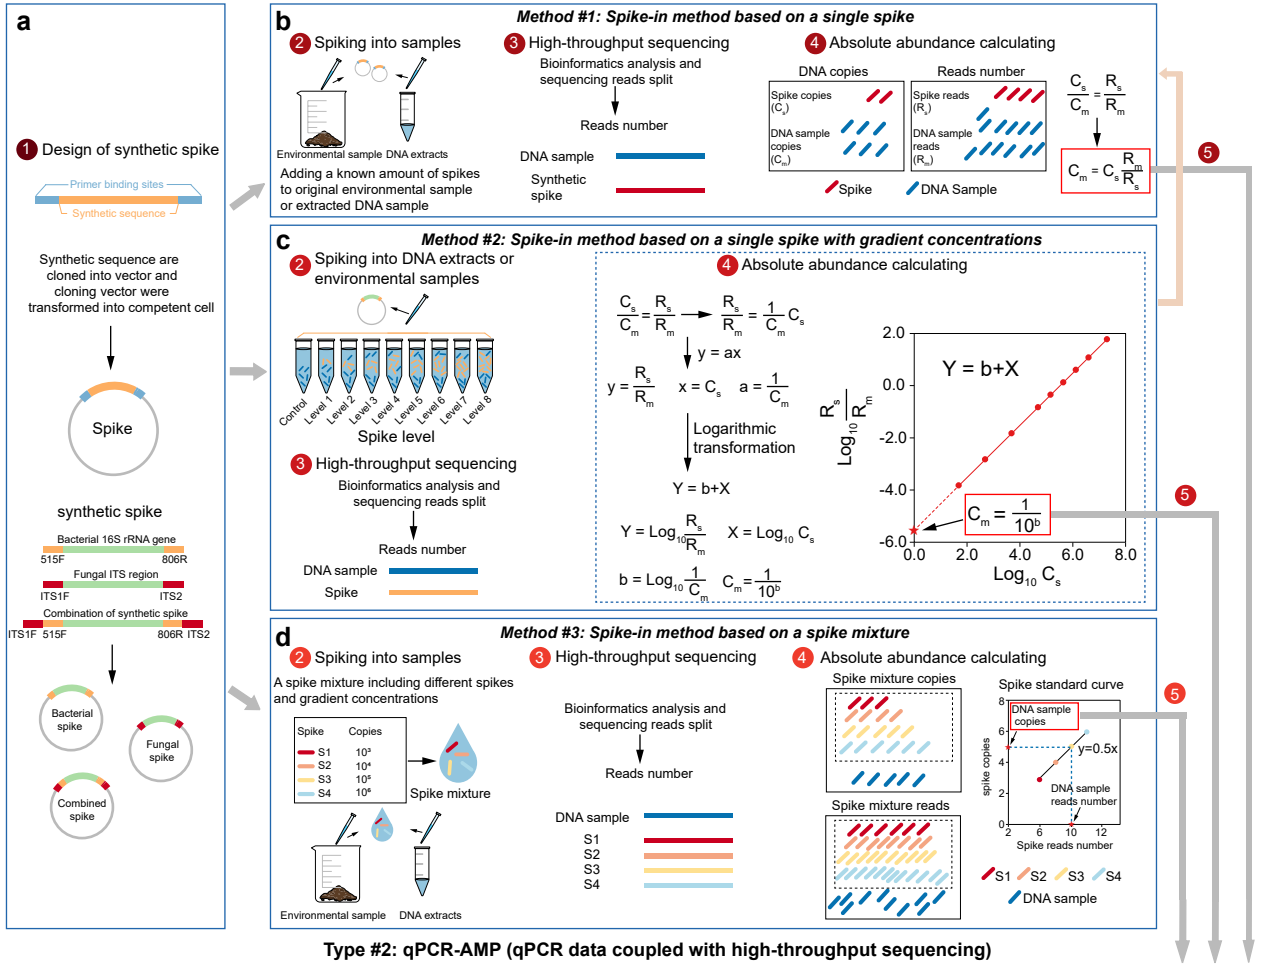 a
1 Design of synthetic spike
Primer binding sites
Synthetic sequence
Synthetic sequence are
cloned into vector and
cloning vector were
transformed into competent cell
Spike
synthetic spike
Bacterial 16S rRNA gene
515F 806R
Fungal ITS region
ITS1F ITS2
Combination of synthetic spike
ITS1F 515F 806R ITS2
Bacterial
spike
Fungal
spike
Combined
spike
b
Method #1: Spike-in method based on a single spike
2 Spiking into samples
Environmental sample DNA extracts
Adding a known amount of spikes
to original environmental sample
or extracted DNA sample
3 High-throughput sequencing
Bioinformatics analysis and
sequencing reads split
Reads number
DNA sample
Synthetic
spike
4 Absolute abundance calculating
DNA copies
Spike copies
(Cs)
DNA sample
copies
(Cm)
Reads number
Spike reads
(Rs)
DNA sample
reads
(Rm)
Spike DNA Sample
Cs/Cm = Rs/Rm
Cm = Cs Rm/Rs
5
c
Method #2: Spike-in method based on a single spike with gradient concentrations
2 Spiking into DNA extracts or
environmental samples
Control Level 1 Level 2 Level 3 Level 4 Level 5 Level 6 Level 7 Level 8
Spike level
3 High-throughput sequencing
Bioinformatics analysis and
sequencing reads split
Reads number
DNA sample
Spike
4 Absolute abundance calculating
Cs/Cm = Rs/Rm Rs/Rm = 1/Cm Cs
y = ax
y = Rs/Rm x = Cs a = 1/Cm
Logarithmic
transformation
Y = b+X
Y = Log10 Rs/Rm X = Log10 Cs
b = Log10 1/Cm Cm = 1/10^b
Log10 Rs/Rm
2.0
0.0
-2.0
-4.0
-6.0
Y = b+X
Cm = 1/10^b
0.0 2.0 4.0 6.0 8.0
Log10 Cs
5
d
Method #3: Spike-in method based on a spike mixture
2 Spiking into samples
A spike mixture including different spikes
and gradient concentrations
Spike Copies
S1 10³
S2 10⁴
S3 10⁵
S4 10⁶
Spike mixture
Environmental sample DNA extracts
3 High-throughput sequencing
Bioinformatics analysis and
sequencing reads split
Reads number
DNA sample
S1
S2
S3
S4
4 Absolute abundance calculating
Spike mixture copies
Spike mixture reads
Spike standard curve
spike copies
8
6
4
2
0
DNA sample
copies
y=0.5x
DNA sample
reads number
2 6 10 12
Spike reads number
S1 S2 S3 S4
DNA sample
5
Type #2: qPCR-AMP (qPCR data coupled with high-throughput sequencing)